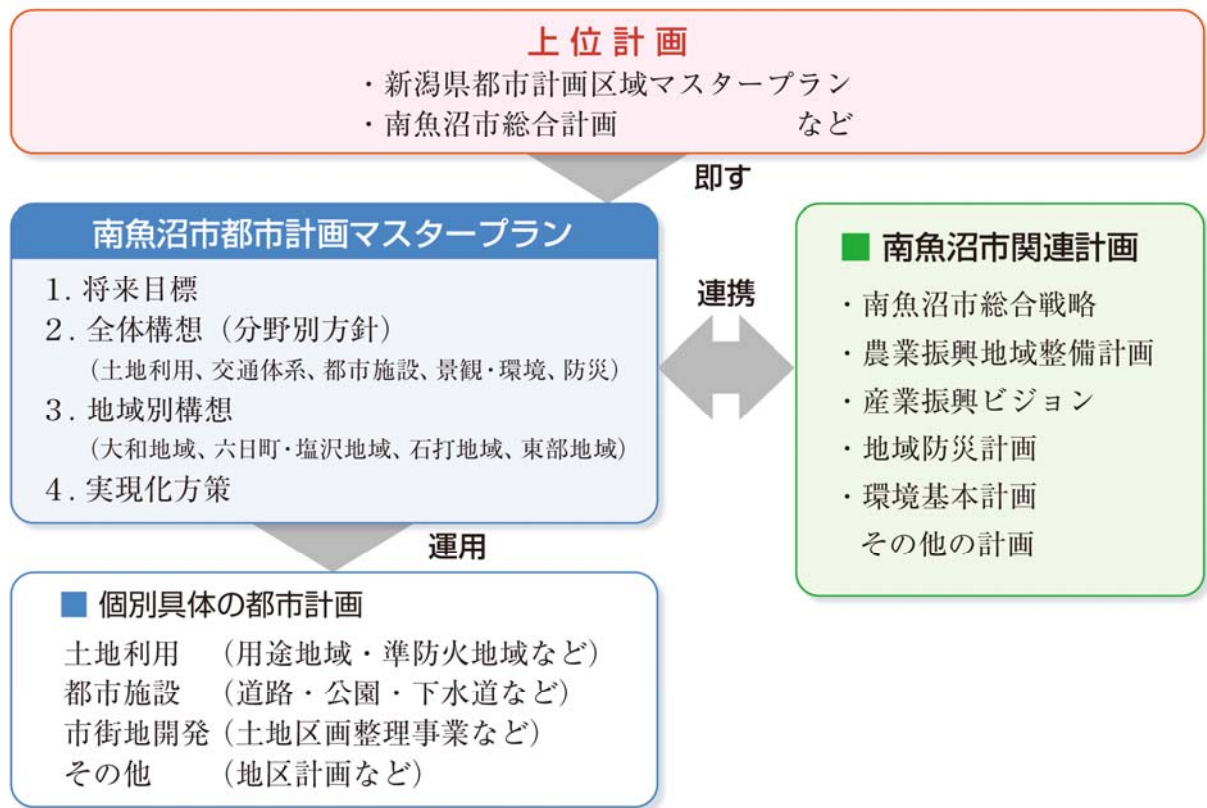 上位計画
・新潟県都市計画区域マスタープラン
・南魚沼市総合計画　　　　　　など
即す
南魚沼市都市計画マスタープラン
1. 将来目標
2. 全体構想（分野別方針）
（土地利用、交通体系、都市施設、景観・環境、防災）
3. 地域別構想
（大和地域、六日町・塩沢地域、石打地域、東部地域）
4. 実現化方策
連携
■ 南魚沼市関連計画
・南魚沼市総合戦略
・農業振興地域整備計画
・産業振興ビジョン
・地域防災計画
・環境基本計画
その他の計画
運用
■ 個別具体の都市計画
土地利用　（用途地域・準防火地域など）
都市施設　（道路・公園・下水道など）
市街地開発（土地区画整理事業など）
その他　　（地区計画など）